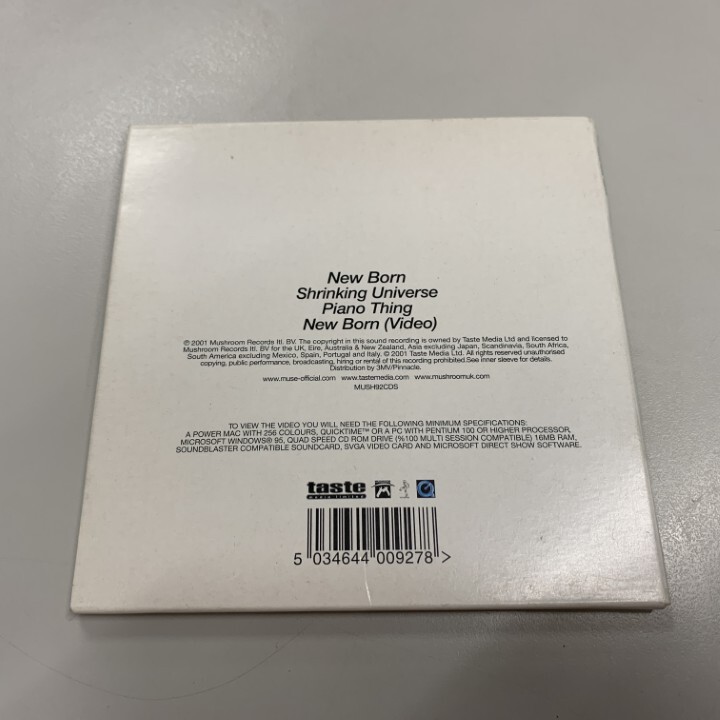 New Born
Shrinking Universe
Piano Thing
New Born (Video)
℗ 2001 Mushroom Records Itl. BV. The copyright in this sound recording is owned by Taste Media Ltd and licensed to
Mushroom Records Itl. BV for the UK, Eire, Australia & New Zealand, Asia excluding Japan, Scandinavia, South Africa,
South America excluding Mexico, Spain, Portugal and Italy. © 2001 Taste Media Ltd. All rights reserved unauthorised
copying, public performance, broadcasting, hiring or rental of this recording prohibited.See inner sleeve for details.
Distribution by 3MV/Pinnacle.
www.muse-official.com www.tastemedia.com www.mushroomuk.com
MUSH92CDS
TO VIEW THE VIDEO YOU WILL NEED THE FOLLOWING MINIMUM SPECIFICATIONS:
A POWER MAC WITH 256 COLOURS, QUICKTIME™ OR A PC WITH PENTIUM 100 OR HIGHER PROCESSOR,
MICROSOFT WINDOWS® 95, QUAD SPEED CD ROM DRIVE (%100 MULTI SESSION COMPATIBLE) 16MB RAM,
SOUNDBLASTER COMPATIBLE SOUNDCARD, SVGA VIDEO CARD AND MICROSOFT DIRECT SHOW SOFTWARE.
taste
media limited
5 034644 009278 >